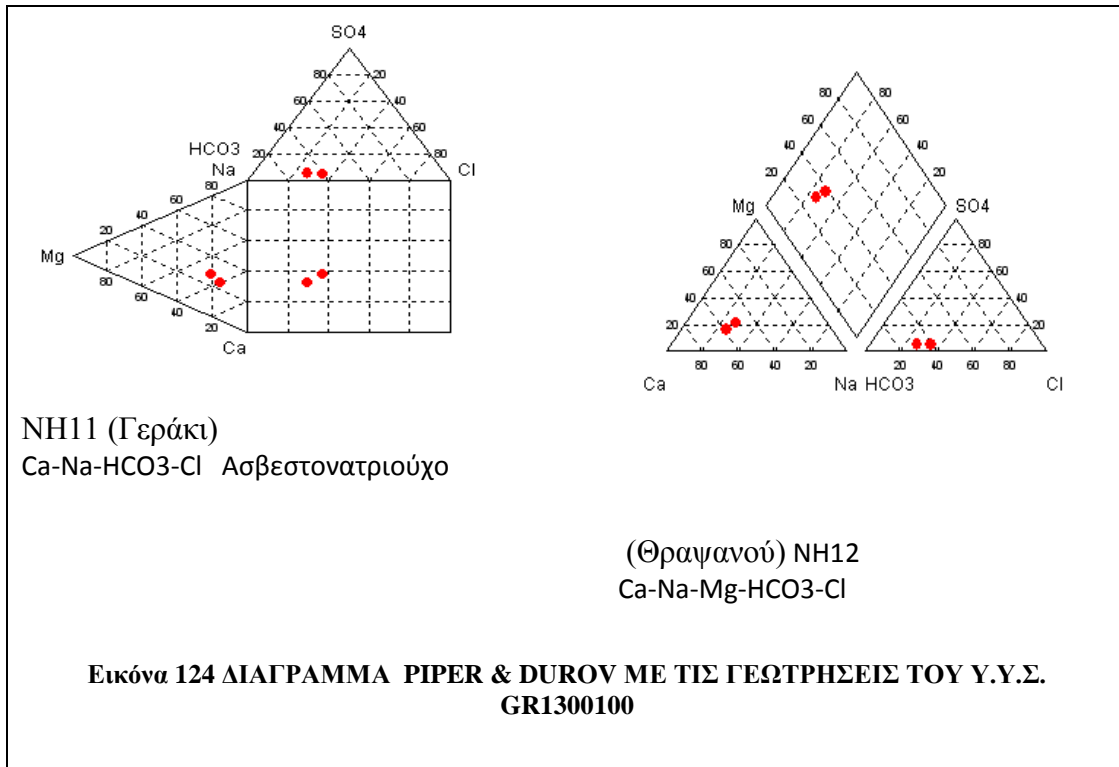 SO4
80 20
60 40
40 60
HCO3 20 80
Na Cl
80
60
40
20
Mg
80
60
40
20
Ca
80 80
60 60
40 40
20 20
Mg SO4
80 80
60 60
40 40
20 20
80 60 40 20 20 40 60 80
Ca Na HCO3 Cl
NH11 (Γεράκι)
Ca-Na-HCO3-Cl Ασβεστονατριούχο
(Θραψανού) NH12
Ca-Na-Mg-HCO3-Cl
Εικόνα 124 ΔΙΑΓΡΑΜΜΑ PIPER & DUROV ΜΕ ΤΙΣ ΓΕΩΤΡΗΣΕΙΣ ΤΟΥ Υ.Υ.Σ.
GR1300100